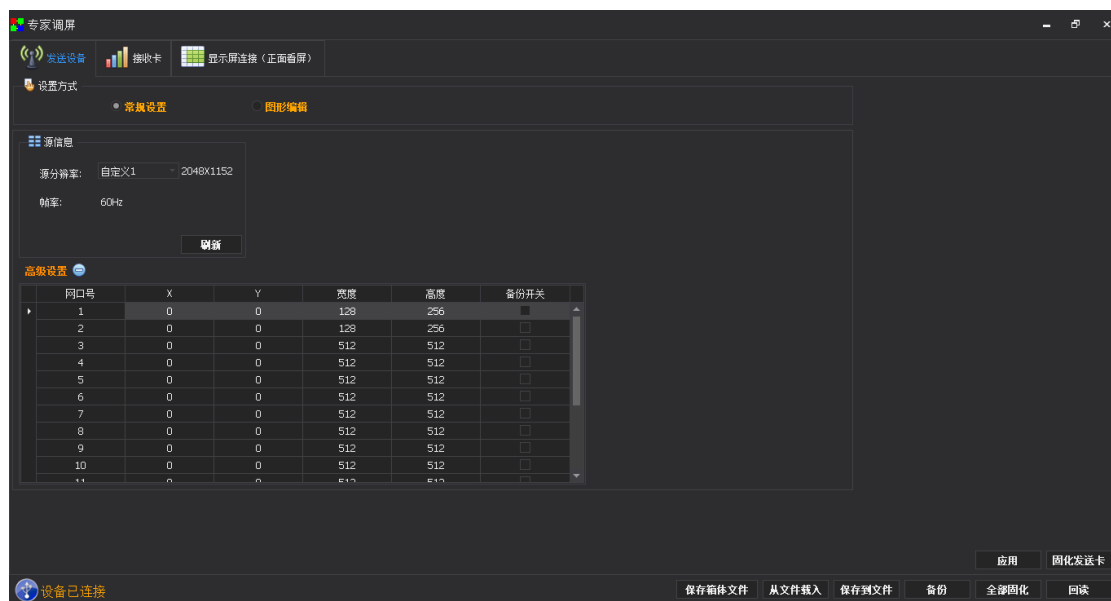 专家调屏
发送设备 接收卡 显示屏连接（正面看屏）
设置方式
常规设置 图形编辑
源信息
源分辨率: 自定义1 2048X1152
帧率: 60Hz
刷新
高级设置
网口号 X Y 宽度 高度 备份开关
1 0 0 128 256
2 0 0 128 256
3 0 0 512 512
4 0 0 512 512
5 0 0 512 512
6 0 0 512 512
7 0 0 512 512
8 0 0 512 512
9 0 0 512 512
10 0 0 512 512
11 0 0 512 512
应用 固化发送卡
设备已连接 保存箱体文件 从文件载入 保存到文件 备份 全部固化 回读